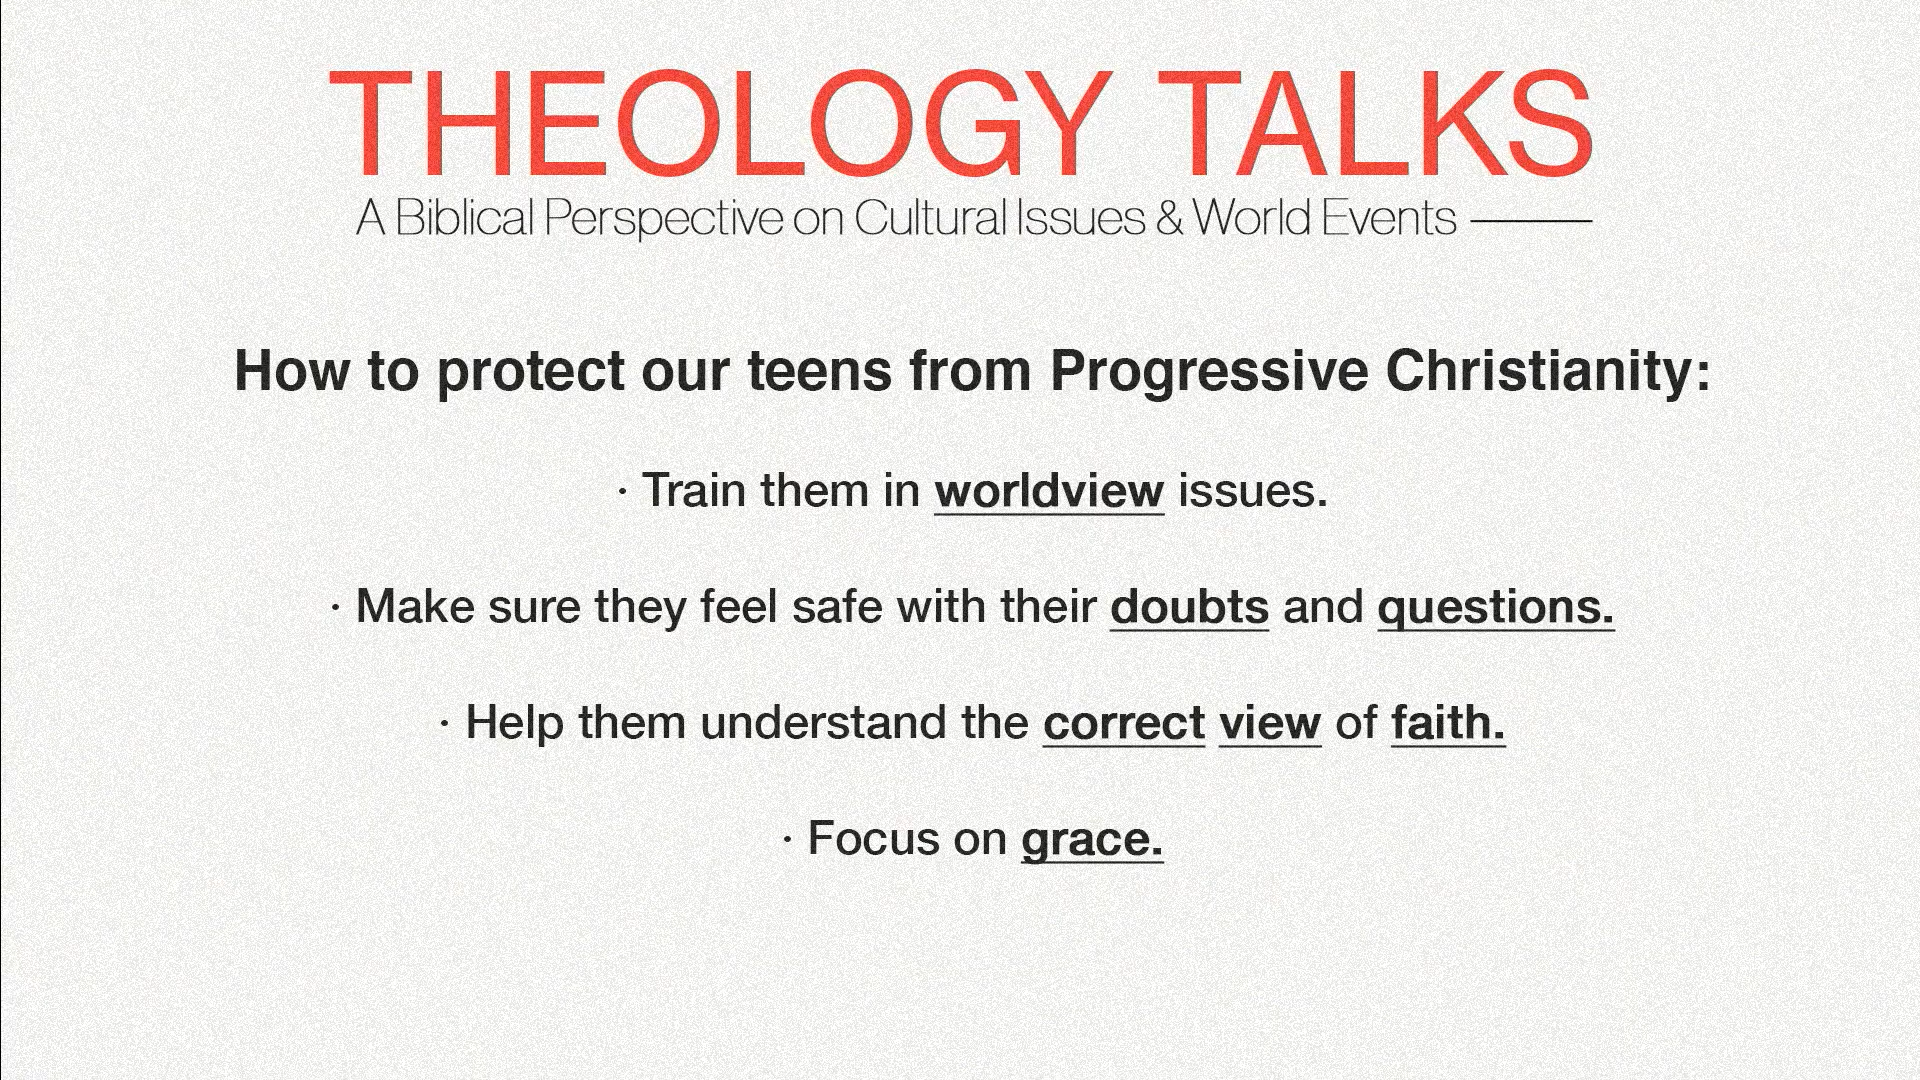 THEOLOGY TALKS
A Biblical Perspective on Cultural Issues & World Events
How to protect our teens from Progressive Christianity:
· Train them in worldview issues.
· Make sure they feel safe with their doubts and questions.
· Help them understand the correct view of faith.
· Focus on grace.